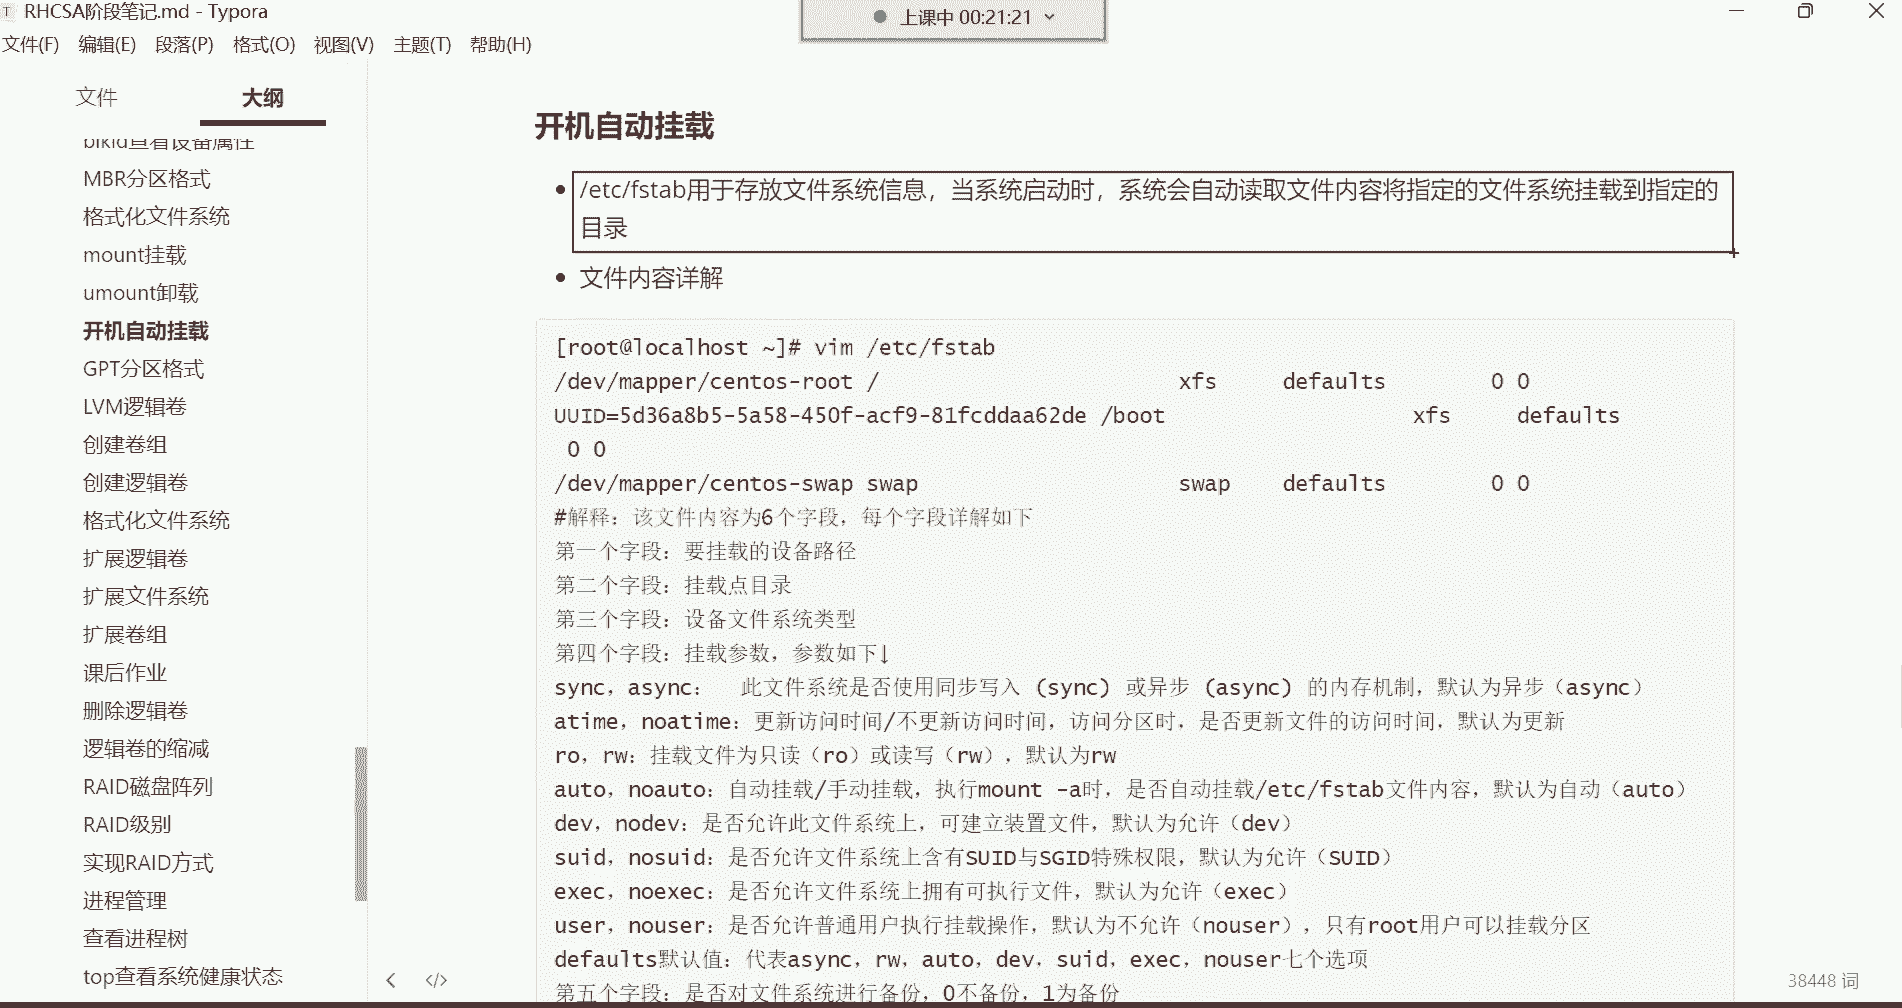 RHCSA阶段笔记.md - Typora
上课中 00:21:21
文件(F) 编辑(E) 段落(P) 格式(O) 视图(V) 主题(T) 帮助(H)
文件 大纲
blkid查看设备属性
MBR分区格式
格式化文件系统
mount挂载
umount卸载
开机自动挂载
GPT分区格式
LVM逻辑卷
创建卷组
创建逻辑卷
格式化文件系统
扩展逻辑卷
扩展文件系统
扩展卷组
课后作业
删除逻辑卷
逻辑卷的缩减
RAID磁盘阵列
RAID级别
实现RAID方式
进程管理
查看进程树
top查看系统健康状态
开机自动挂载
/etc/fstab用于存放文件系统信息，当系统启动时，系统会自动读取文件内容将指定的文件系统挂载到指定的
目录
文件内容详解
[root@localhost ~]# vim /etc/fstab
/dev/mapper/centos-root / xfs defaults 0 0
UUID=5d36a8b5-5a58-450f-acf9-81fcddaa62de /boot xfs defaults
0 0
/dev/mapper/centos-swap swap swap defaults 0 0
#解释：该文件内容为6个字段，每个字段详解如下
第一个字段：要挂载的设备路径
第二个字段：挂载点目录
第三个字段：设备文件系统类型
第四个字段：挂载参数，参数如下↓
sync，async： 此文件系统是否使用同步写入（sync）或异步（async）的内存机制，默认为异步（async）
atime，noatime：更新访问时间/不更新访问时间，访问分区时，是否更新文件的访问时间，默认为更新
ro，rw：挂载文件为只读（ro）或读写（rw），默认为rw
auto，noauto：自动挂载/手动挂载，执行mount -a时，是否自动挂载/etc/fstab文件内容，默认为自动（auto）
dev，nodev：是否允许此文件系统上，可建立装置文件，默认为允许（dev）
suid，nosuid：是否允许文件系统上含有SUID与SGID特殊权限，默认为允许（SUID）
exec，noexec：是否允许文件系统上拥有可执行文件，默认为允许（exec）
user，nouser：是否允许普通用户执行挂载操作，默认为不允许（nouser），只有root用户可以挂载分区
defaults默认值：代表async，rw，auto，dev，suid，exec，nouser七个选项
第五个字段：是否对文件系统进行备份，0不备份，1为备份
38448 词